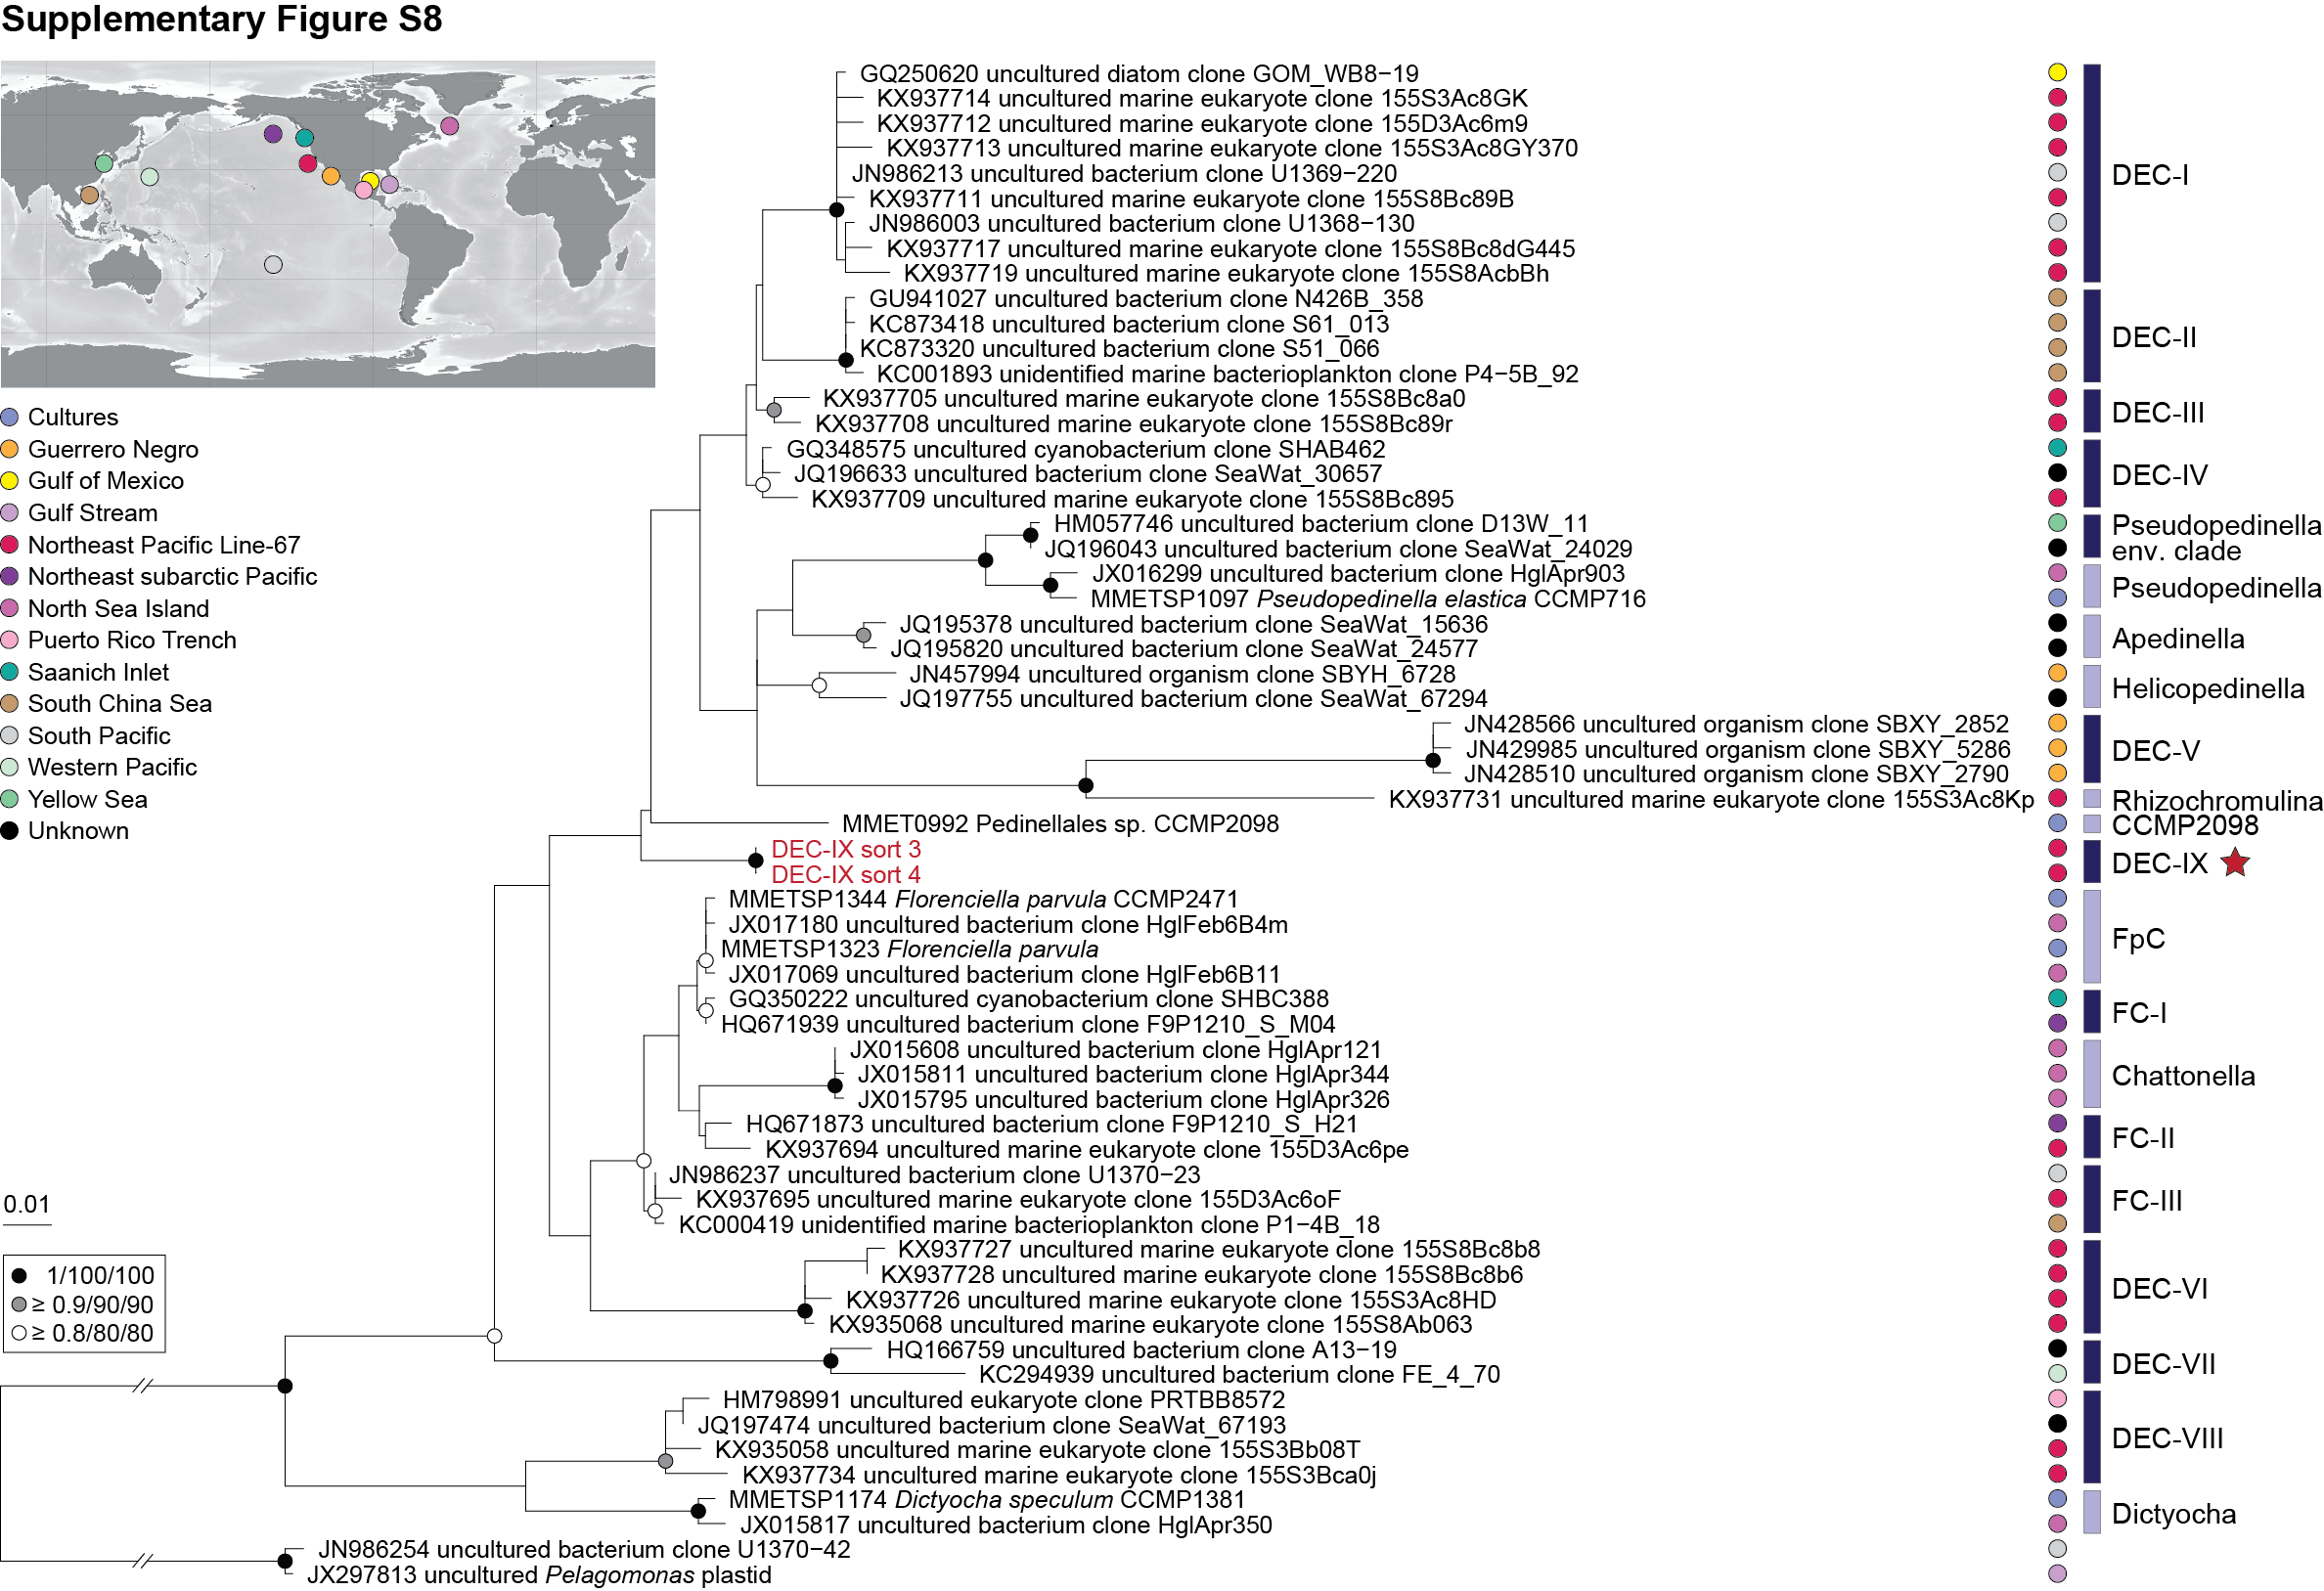 Supplementary Figure S8
Cultures
Guerrero Negro
Gulf of Mexico
Gulf Stream
Northeast Pacific Line-67
Northeast subarctic Pacific
North Sea Island
Puerto Rico Trench
Saanich Inlet
South China Sea
South Pacific
Western Pacific
Yellow Sea
Unknown
0.01
1/100/100
≥ 0.9/90/90
≥ 0.8/80/80
GQ250620 uncultured diatom clone GOM_WB8−19
KX937714 uncultured marine eukaryote clone 155S3Ac8GK
KX937712 uncultured marine eukaryote clone 155D3Ac6m9
KX937713 uncultured marine eukaryote clone 155S3Ac8GY370
JN986213 uncultured bacterium clone U1369−220
KX937711 uncultured marine eukaryote clone 155S8Bc89B
JN986003 uncultured bacterium clone U1368−130
KX937717 uncultured marine eukaryote clone 155S8Bc8dG445
KX937719 uncultured marine eukaryote clone 155S8AcbBh
GU941027 uncultured bacterium clone N426B_358
KC873418 uncultured bacterium clone S61_013
KC873320 uncultured bacterium clone S51_066
KC001893 unidentified marine bacterioplankton clone P4−5B_92
KX937705 uncultured marine eukaryote clone 155S8Bc8a0
KX937708 uncultured marine eukaryote clone 155S8Bc89r
GQ348575 uncultured cyanobacterium clone SHAB462
JQ196633 uncultured bacterium clone SeaWat_30657
KX937709 uncultured marine eukaryote clone 155S8Bc895
HM057746 uncultured bacterium clone D13W_11
JQ196043 uncultured bacterium clone SeaWat_24029
JX016299 uncultured bacterium clone HglApr903
MMETSP1097 Pseudopedinella elastica CCMP716
JQ195378 uncultured bacterium clone SeaWat_15636
JQ195820 uncultured bacterium clone SeaWat_24577
JN457994 uncultured organism clone SBYH_6728
JQ197755 uncultured bacterium clone SeaWat_67294
JN428566 uncultured organism clone SBXY_2852
JN429985 uncultured organism clone SBXY_5286
JN428510 uncultured organism clone SBXY_2790
KX937731 uncultured marine eukaryote clone 155S3Ac8Kp
MMET0992 Pedinellales sp. CCMP2098
DEC-IX sort 3
DEC-IX sort 4
MMETSP1344 Florenciella parvula CCMP2471
JX017180 uncultured bacterium clone HglFeb6B4m
MMETSP1323 Florenciella parvula
JX017069 uncultured bacterium clone HglFeb6B11
GQ350222 uncultured cyanobacterium clone SHBC388
HQ671939 uncultured bacterium clone F9P1210_S_M04
JX015608 uncultured bacterium clone HglApr121
JX015811 uncultured bacterium clone HglApr344
JX015795 uncultured bacterium clone HglApr326
HQ671873 uncultured bacterium clone F9P1210_S_H21
KX937694 uncultured marine eukaryote clone 155D3Ac6pe
JN986237 uncultured bacterium clone U1370−23
KX937695 uncultured marine eukaryote clone 155D3Ac6oF
KC000419 unidentified marine bacterioplankton clone P1−4B_18
KX937727 uncultured marine eukaryote clone 155S8Bc8b8
KX937728 uncultured marine eukaryote clone 155S8Bc8b6
KX937726 uncultured marine eukaryote clone 155S3Ac8HD
KX935068 uncultured marine eukaryote clone 155S8Ab063
HQ166759 uncultured bacterium clone A13−19
KC294939 uncultured bacterium clone FE_4_70
HM798991 uncultured eukaryote clone PRTBB8572
JQ197474 uncultured bacterium clone SeaWat_67193
KX935058 uncultured marine eukaryote clone 155S3Bb08T
KX937734 uncultured marine eukaryote clone 155S3Bca0j
MMETSP1174 Dictyocha speculum CCMP1381
JX015817 uncultured bacterium clone HglApr350
JN986254 uncultured bacterium clone U1370−42
JX297813 uncultured Pelagomonas plastid
DEC-I
DEC-II
DEC-III
DEC-IV
Pseudopedinella
env. clade
Pseudopedinella
Apedinella
Helicopedinella
DEC-V
Rhizochromulina
CCMP2098
DEC-IX
FpC
FC-I
Chattonella
FC-II
FC-III
DEC-VI
DEC-VII
DEC-VIII
Dictyocha